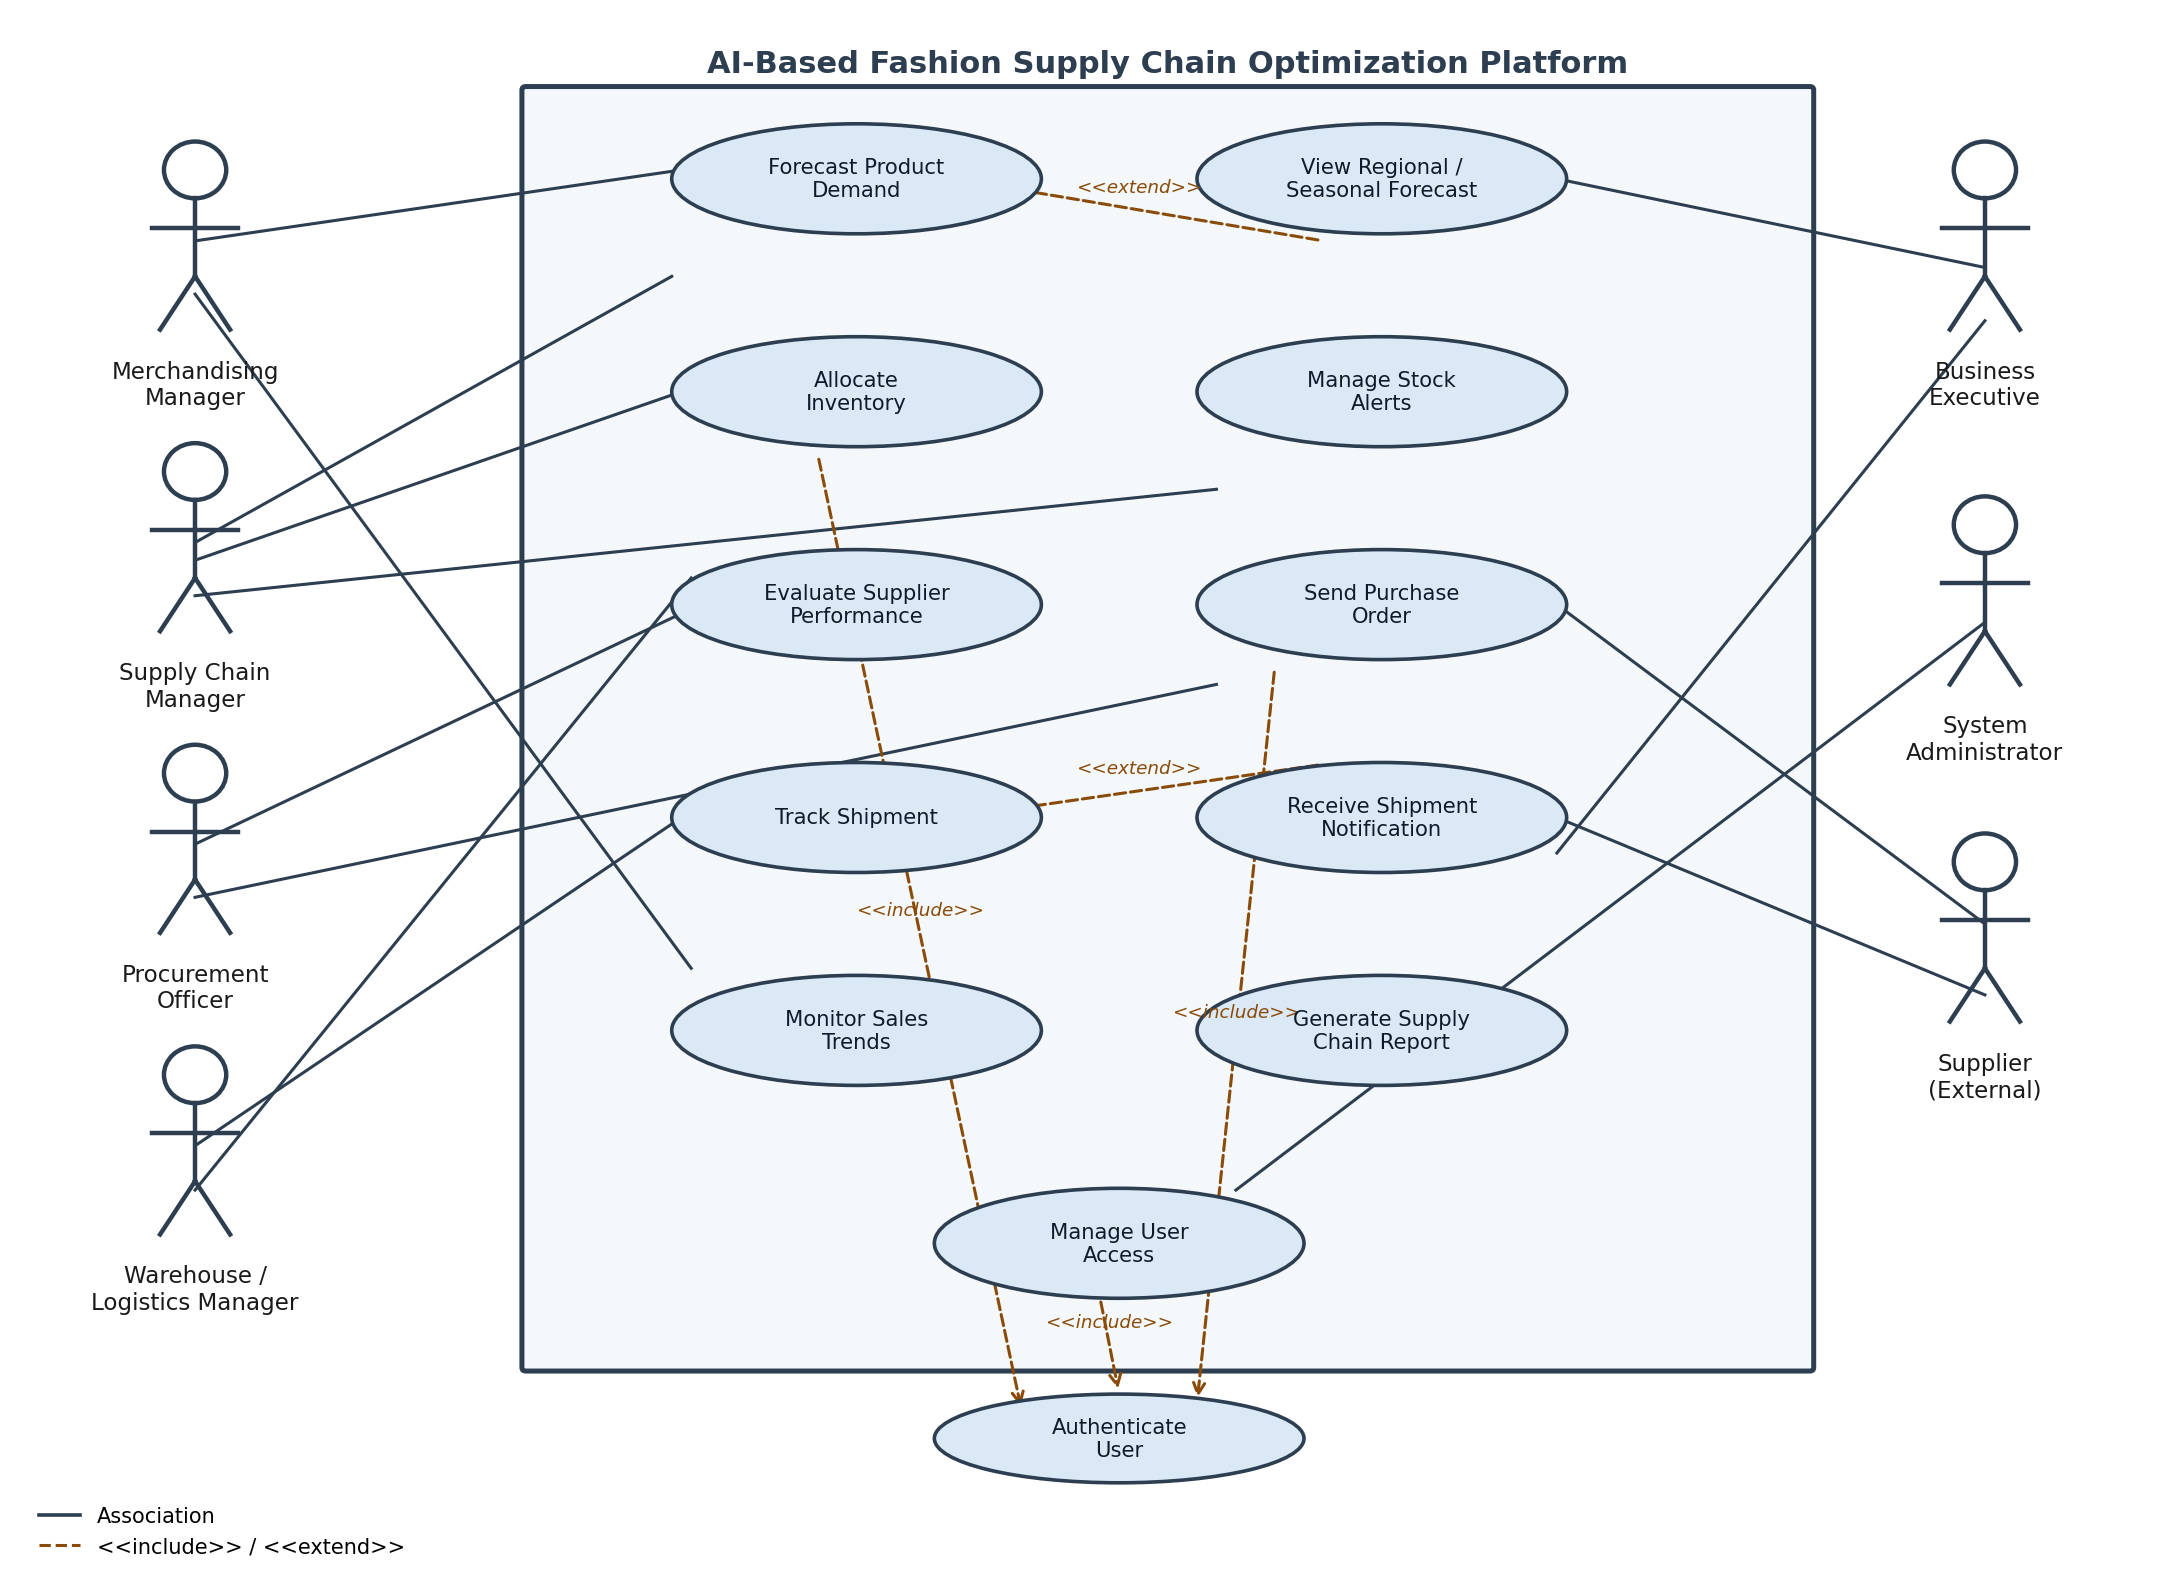 AI-Based Fashion Supply Chain Optimization Platform
Forecast Product
Demand
<<extend>>
View Regional /
Seasonal Forecast
Merchandising
Manager
Allocate
Inventory
Manage Stock
Alerts
Business
Executive
Evaluate Supplier
Performance
Send Purchase
Order
Supply Chain
Manager
System
Administrator
<<extend>>
Track Shipment
Receive Shipment
Notification
<<include>>
Procurement
Officer
Monitor Sales
Trends
<<include>>
Generate Supply
Chain Report
Supplier
(External)
Manage User
Access
Warehouse /
Logistics Manager
<<include>>
Authenticate
User
Association
<<include>> / <<extend>>